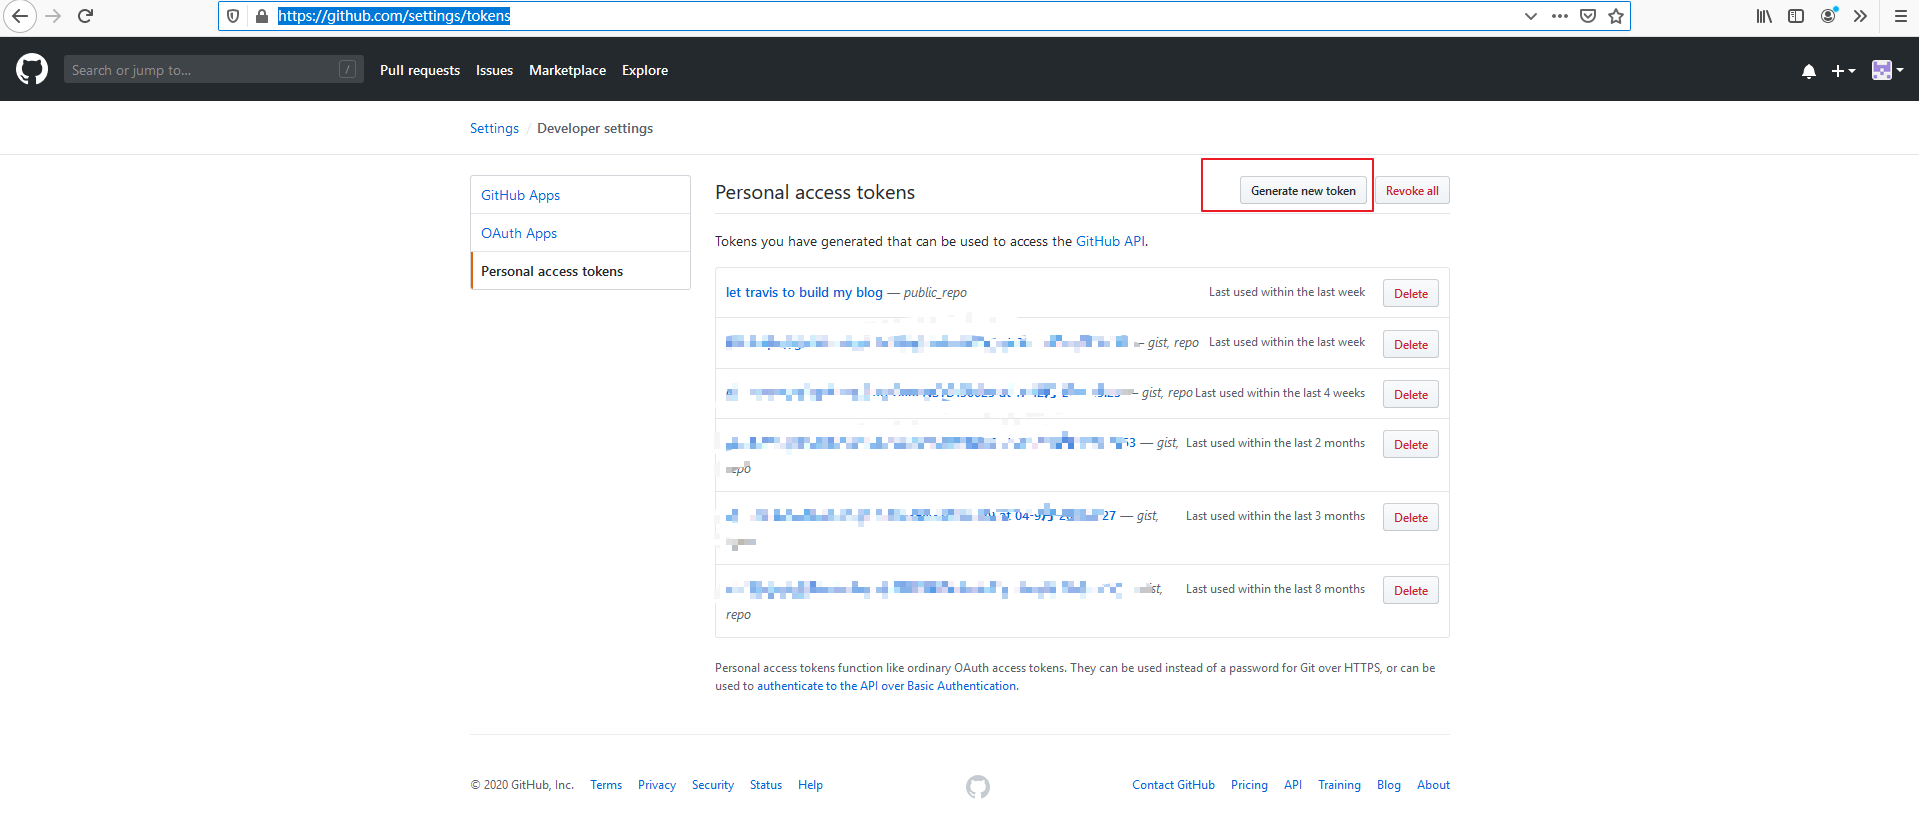 https://github.com/settings/tokens
Search or jump to... /
Pull requests Issues Marketplace Explore
Settings / Developer settings
GitHub Apps
OAuth Apps
Personal access tokens
Personal access tokens
Generate new token
Revoke all
Tokens you have generated that can be used to access the GitHub API.
let travis to build my blog — public_repo Last used within the last week Delete
— gist, repo Last used within the last week Delete
— gist, repo Last used within the last 4 weeks Delete
— gist, Last used within the last 2 months Delete
repo
at 04-9 27 — gist, Last used within the last 3 months Delete
Last used within the last 8 months Delete
repo
Personal access tokens function like ordinary OAuth access tokens. They can be used instead of a password for Git over HTTPS, or can be
used to authenticate to the API over Basic Authentication.
© 2020 GitHub, Inc. Terms Privacy Security Status Help
Contact GitHub Pricing API Training Blog About